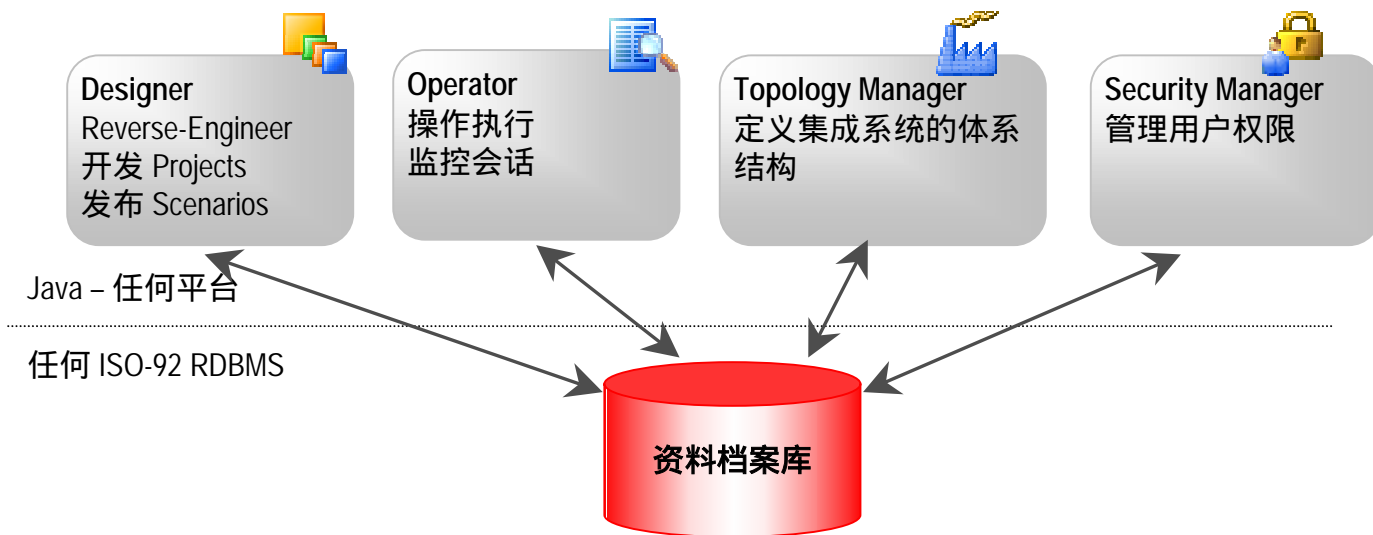 Designer
Reverse-Engineer
开发 Projects
发布 Scenarios
Operator
操作执行
监控会话
Topology Manager
定义集成系统的体系
结构
Security Manager
管理用户权限
Java – 任何平台
任何 ISO-92 RDBMS
资料档案库